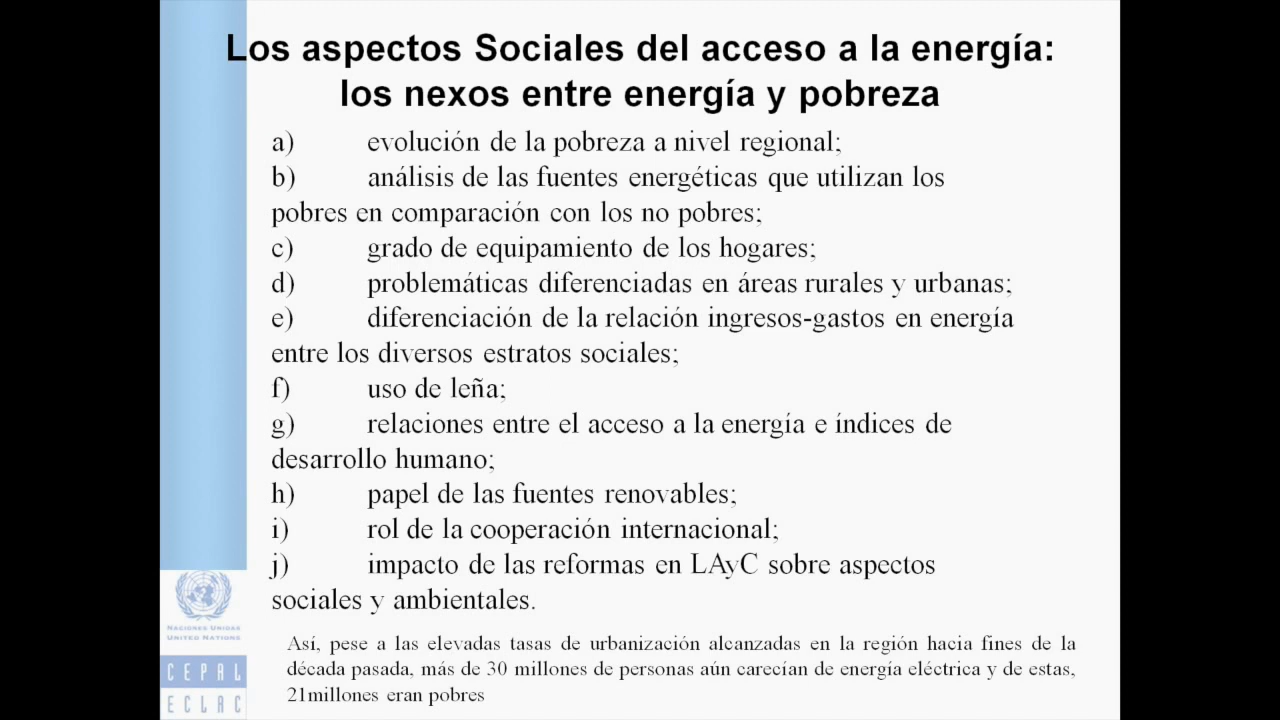 Los aspectos Sociales del acceso a la energía:
los nexos entre energía y pobreza
a) evolución de la pobreza a nivel regional;
b) análisis de las fuentes energéticas que utilizan los
pobres en comparación con los no pobres;
c) grado de equipamiento de los hogares;
d) problemáticas diferenciadas en áreas rurales y urbanas;
e) diferenciación de la relación ingresos-gastos en energía
entre los diversos estratos sociales;
f) uso de leña;
g) relaciones entre el acceso a la energía e índices de
desarrollo humano;
h) papel de las fuentes renovables;
i) rol de la cooperación internacional;
j) impacto de las reformas en LAyC sobre aspectos
sociales y ambientales.
Así, pese a las elevadas tasas de urbanización alcanzadas en la región hacia fines de la
década pasada, más de 30 millones de personas aún carecían de energía eléctrica y de estas,
21millones eran pobres
NACIONES UNIDAS
UNITED NATIONS
CEPAL
ECLAC